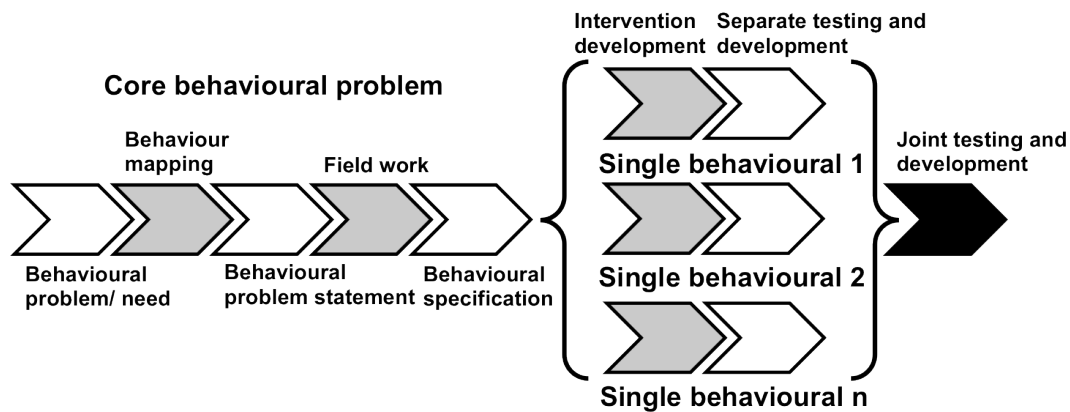 Core behavioural problem
Behaviour
mapping
Field work
Behavioural
problem/ need
Behavioural
problem statement
Behavioural
specification
Intervention
development
Separate testing and
development
Single behavioural 1
Single behavioural 2
Single behavioural n
Joint testing and
development